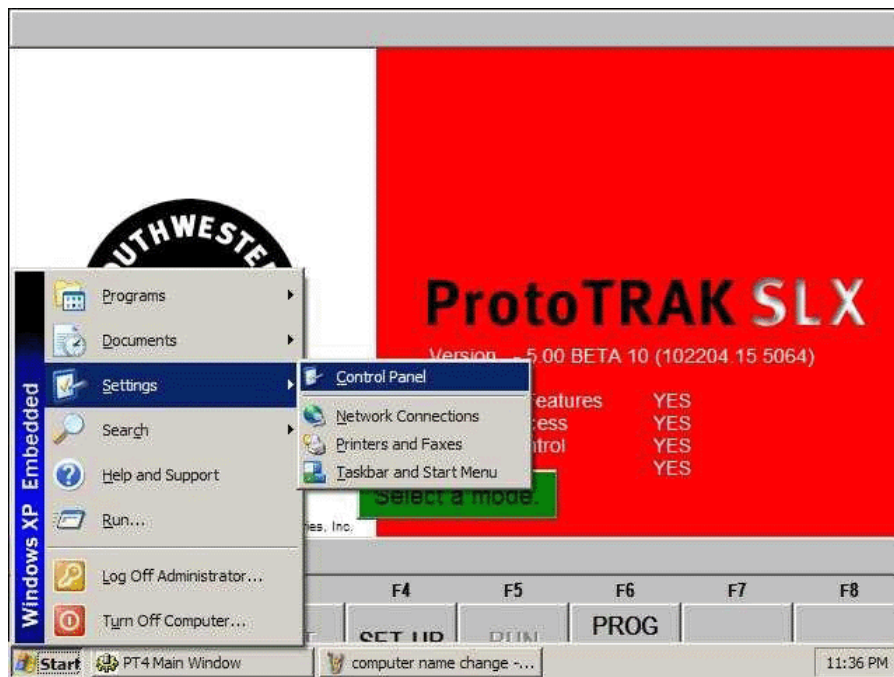 OUTHWESTER
ProtoTRAK SLX
Version - 5.00 BETA 10 (102204.15 5064)
eatures YES
cess YES
ntrol YES
YES
Select a mode.
ies, Inc.
Windows XP Embedded
Programs
Documents
Settings
Search
Help and Support
Run...
Log Off Administrator...
Turn Off Computer...
Control Panel
Network Connections
Printers and Faxes
Taskbar and Start Menu
F4 F5 F6 F7 F8
SET UP RUN PROG
Start PT4 Main Window computer name change -... 11:36 PM